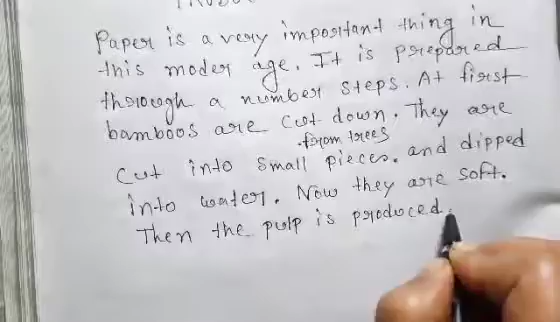 Paper is a very important thing in
this moder age. It is prepared
through a number steps. At first
bamboos are cut down. They are
from trees
cut into small pieces. and dipped
into water. Now they are soft.
Then the pulp is produced.